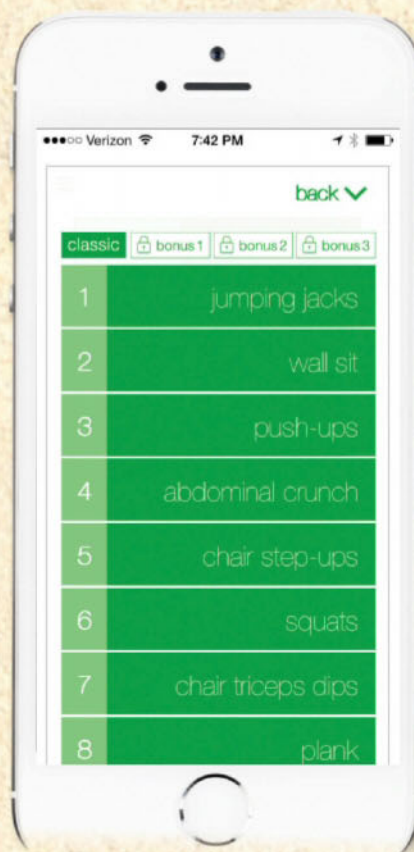 Verizon 7:42 PM
back
classic bonus 1 bonus 2 bonus 3
1 jumping jacks
2 wall sit
3 push-ups
4 abdominal crunch
5 chair step-ups
6 squats
7 chair triceps dips
8 plank